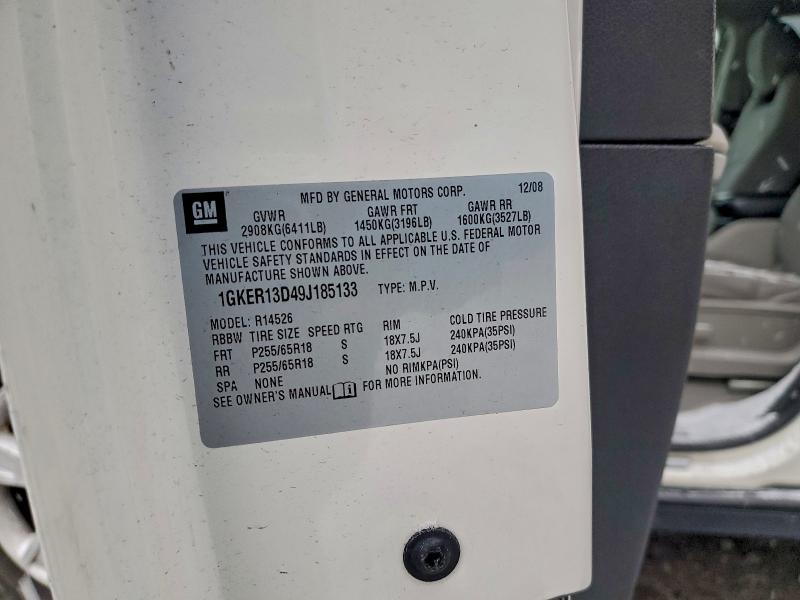 GM
MFD BY GENERAL MOTORS CORP. 12/08
GVWR GAWR FRT GAWR RR
2908KG(6411LB) 1450KG(3196LB) 1600KG(3527LB)
THIS VEHICLE CONFORMS TO ALL APPLICABLE U.S. FEDERAL MOTOR
VEHICLE SAFETY STANDARDS IN EFFECT ON THE DATE OF
MANUFACTURE SHOWN ABOVE.
1GKER13D49J185133 TYPE: M.P.V.
MODEL: R14526
RBBW TIRE SIZE SPEED RTG RIM COLD TIRE PRESSURE
FRT P255/65R18 S 18X7.5J 240KPA(35PSI)
RR P255/65R18 S 18X7.5J 240KPA(35PSI)
SPA NONE NO RIMKPA(PSI)
SEE OWNER'S MANUAL FOR MORE INFORMATION.